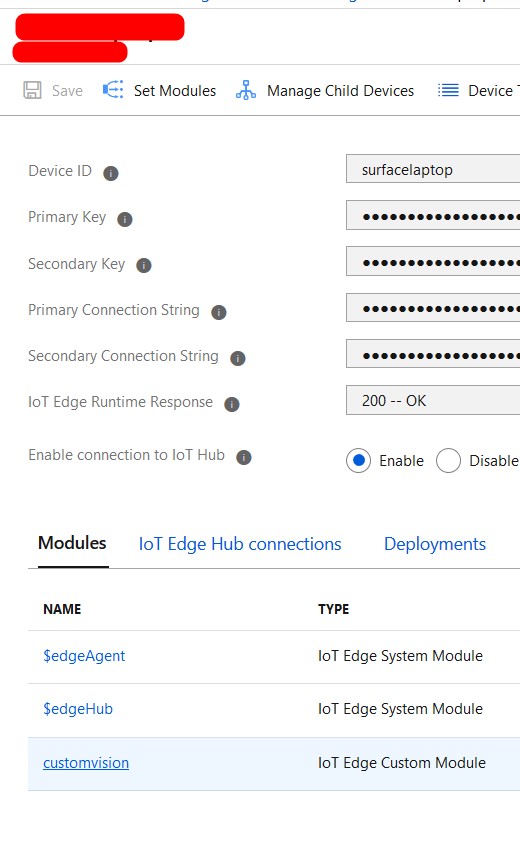 Save Set Modules Manage Child Devices Device
Device ID surfacelaptop
Primary Key
Secondary Key
Primary Connection String
Secondary Connection String
IoT Edge Runtime Response 200 -- OK
Enable connection to IoT Hub Enable Disable
Modules IoT Edge Hub connections Deployments
NAME TYPE
$edgeAgent IoT Edge System Module
$edgeHub IoT Edge System Module
customvision IoT Edge Custom Module